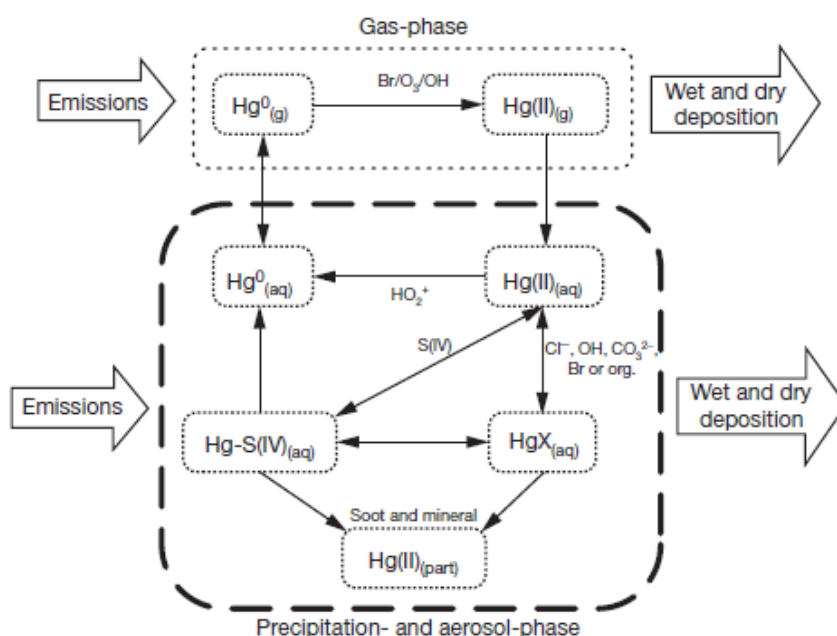 Gas-phase
Emissions
Hg⁰(g)
Br/O₃/OH
Hg(II)(g)
Wet and dry
deposition
Hg⁰(aq)
HO₂⁺
Hg(II)(aq)
S(IV)
Cl⁻, OH, CO₃²⁻,
Br or org.
Emissions
Hg-S(IV)(aq)
HgX(aq)
Wet and dry
deposition
Soot and mineral
Hg(II)(part)
Precipitation- and aerosol-phase